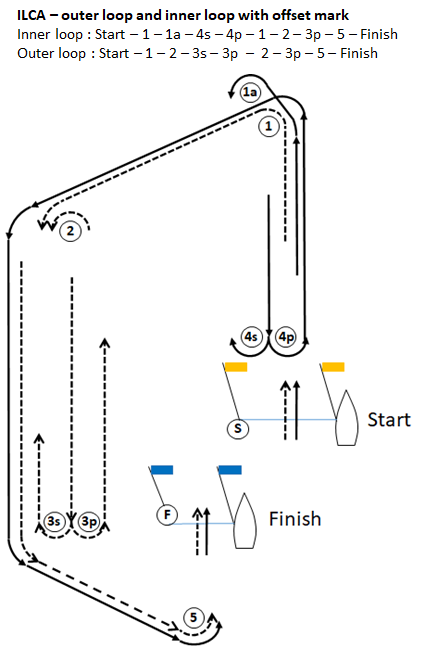 ILCA – outer loop and inner loop with offset mark
Inner loop : Start – 1 – 1a – 4s – 4p – 1 – 2 – 3p – 5 – Finish
Outer loop : Start – 1 – 2 – 3s – 3p – 2 – 3p – 5 – Finish
1a
1
2
4s 4p
S
Start
3s 3p
F
Finish
5